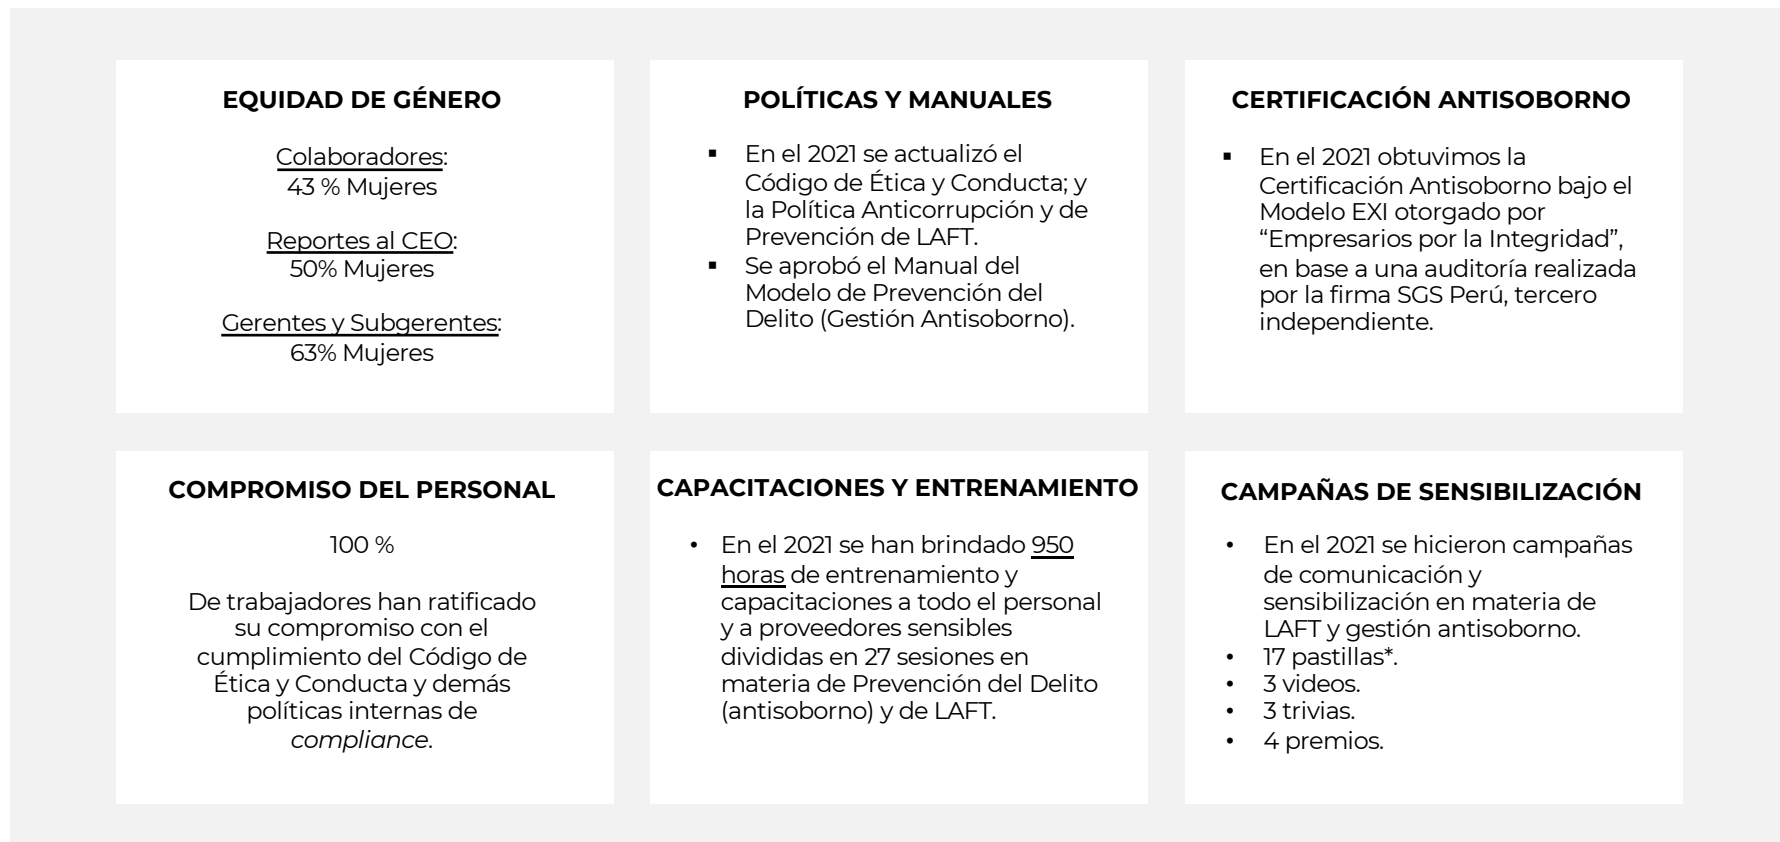 EQUIDAD DE GÉNERO
Colaboradores:
43 % Mujeres
Reportes al CEO:
50% Mujeres
Gerentes y Subgerentes:
63% Mujeres
POLÍTICAS Y MANUALES
▪ En el 2021 se actualizó el
Código de Ética y Conducta; y
la Política Anticorrupción y de
Prevención de LAFT.
▪ Se aprobó el Manual del
Modelo de Prevención del
Delito (Gestión Antisoborno).
CERTIFICACIÓN ANTISOBORNO
▪ En el 2021 obtuvimos la
Certificación Antisoborno bajo el
Modelo EXI otorgado por
“Empresarios por la Integridad”,
en base a una auditoría realizada
por la firma SGS Perú, tercero
independiente.
COMPROMISO DEL PERSONAL
100 %
De trabajadores han ratificado
su compromiso con el
cumplimiento del Código de
Ética y Conducta y demás
políticas internas de
compliance.
CAPACITACIONES Y ENTRENAMIENTO
• En el 2021 se han brindado 950
horas de entrenamiento y
capacitaciones a todo el personal
y a proveedores sensibles
divididas en 27 sesiones en
materia de Prevención del Delito
(antisoborno) y de LAFT.
CAMPAÑAS DE SENSIBILIZACIÓN
• En el 2021 se hicieron campañas
de comunicación y
sensibilización en materia de
LAFT y gestión antisoborno.
• 17 pastillas*.
• 3 videos.
• 3 trivias.
• 4 premios.